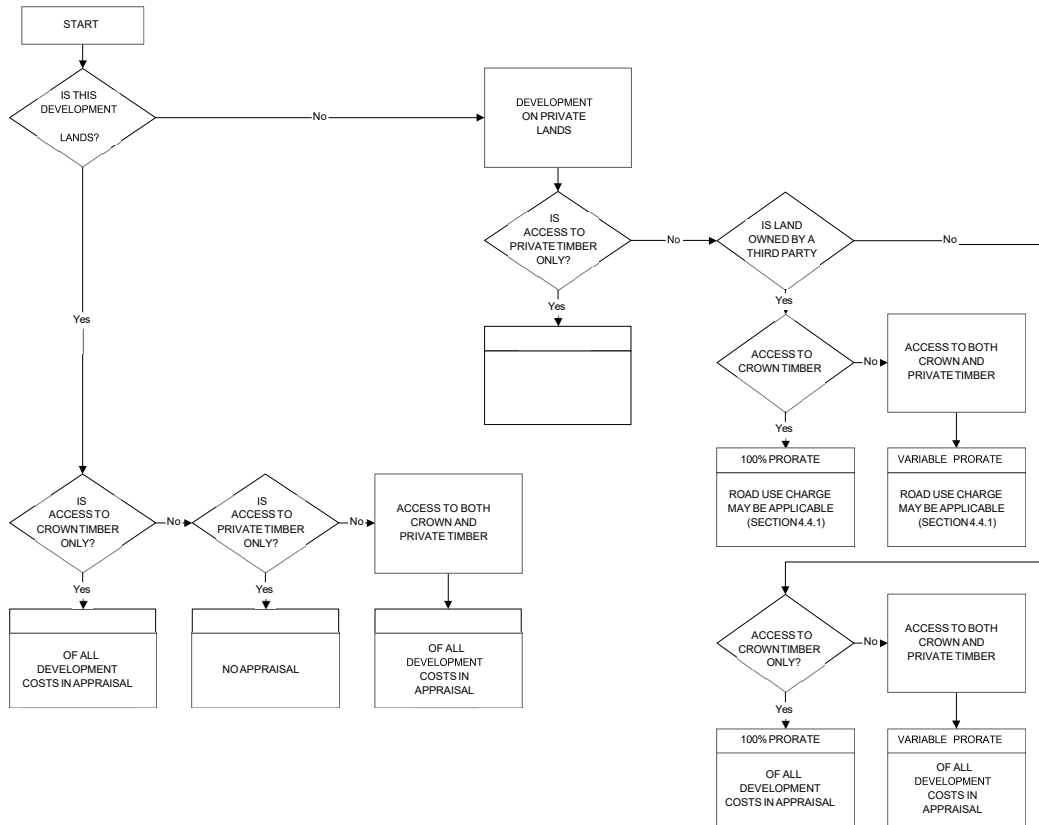 START
IS THIS
DEVELOPMENT
LANDS?
No
DEVELOPMENT
ON PRIVATE
LANDS
IS
ACCESS TO
PRIVATE TIMBER
ONLY?
No
IS LAND
OWNED BY A
THIRD PARTY
No
Yes
Yes
Yes
ACCESS TO
CROWN TIMBER
No
ACCESS TO BOTH
CROWN AND
PRIVATE TIMBER
Yes
100% PRORATE
ROAD USE CHARGE
MAY BE APPLICABLE
(SECTION 4.4.1)
VARIABLE PRORATE
ROAD USE CHARGE
MAY BE APPLICABLE
(SECTION 4.4.1)
IS
ACCESS TO
CROWN TIMBER
ONLY?
No
IS
ACCESS TO
PRIVATE TIMBER
ONLY?
No
ACCESS TO BOTH
CROWN AND
PRIVATE TIMBER
Yes
Yes
OF ALL
DEVELOPMENT
COSTS IN APPRAISAL
NO APPRAISAL
OF ALL
DEVELOPMENT
COSTS IN
APPRAISAL
ACCESS TO
CROWN TIMBER
ONLY?
No
ACCESS TO BOTH
CROWN AND
PRIVATE TIMBER
Yes
100% PRORATE
OF ALL
DEVELOPMENT
COSTS IN APPRAISAL
VARIABLE PRORATE
OF ALL
DEVELOPMENT
COSTS IN
APPRAISAL